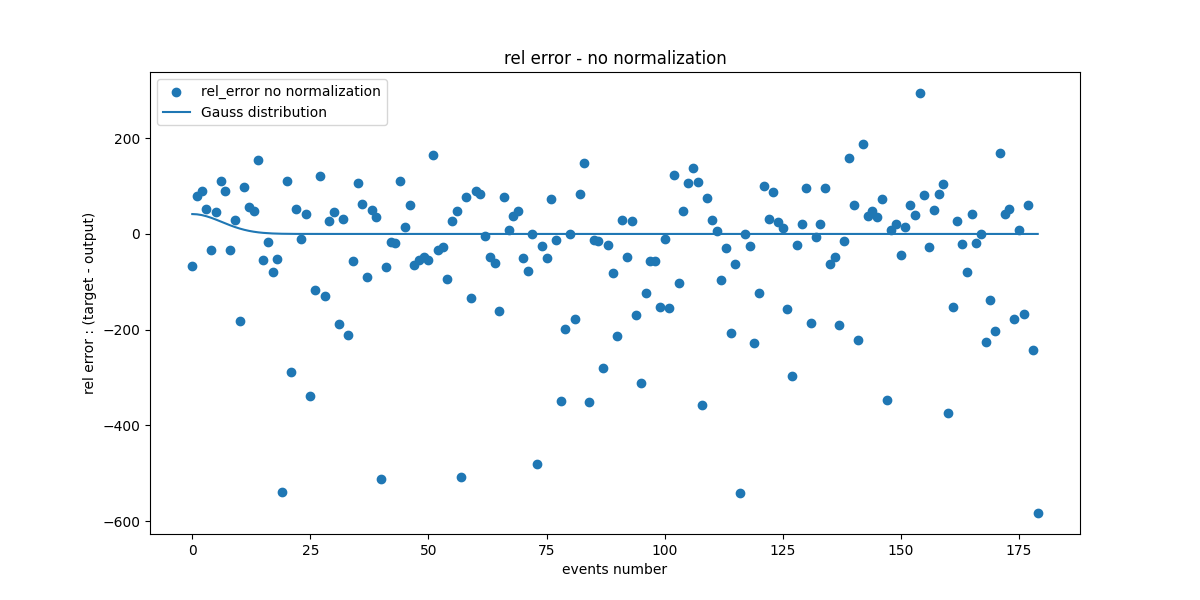 rel error - no normalization
rel_error no normalization
Gauss distribution
rel error : (target - output)
200
0
−200
−400
−600
0 25 50 75 100 125 150 175
events number